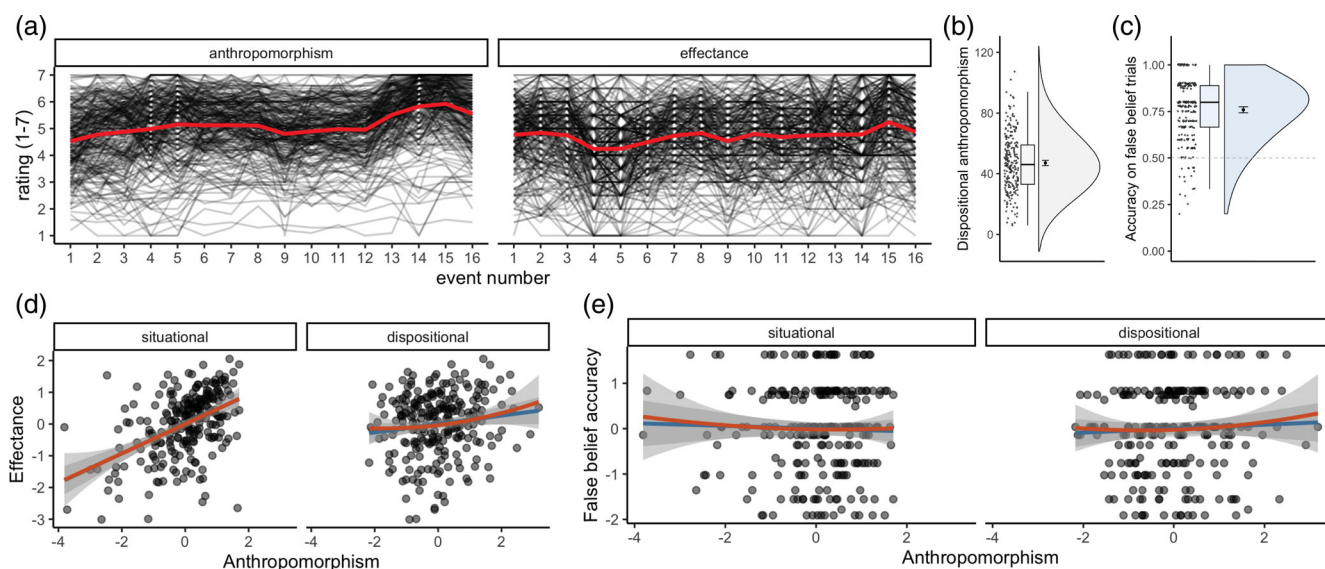 (a)
anthropomorphism
effectance
rating (1-7)
7
6
5
4
3
2
1
1 2 3 4 5 6 7 8 9 10 11 12 14 13 15 16
1 2 3 4 5 6 7 8 9 10 11 12 14 13 15 16
event number
(b)
Dispositional anthropomorphism
120
80
40
0
(c)
Accuracy on false belief trials
1.00
0.75
0.50
0.25
0.00
(d)
situational
dispositional
Effectance
2
1
0
-1
-2
-3
-4 -2 0 2
-4 -2 0 2
Anthropomorphism
(e)
situational
dispositional
False belief accuracy
1
0
-1
-2
-4 -2 0 2
-4 -2 0 2
Anthropomorphism